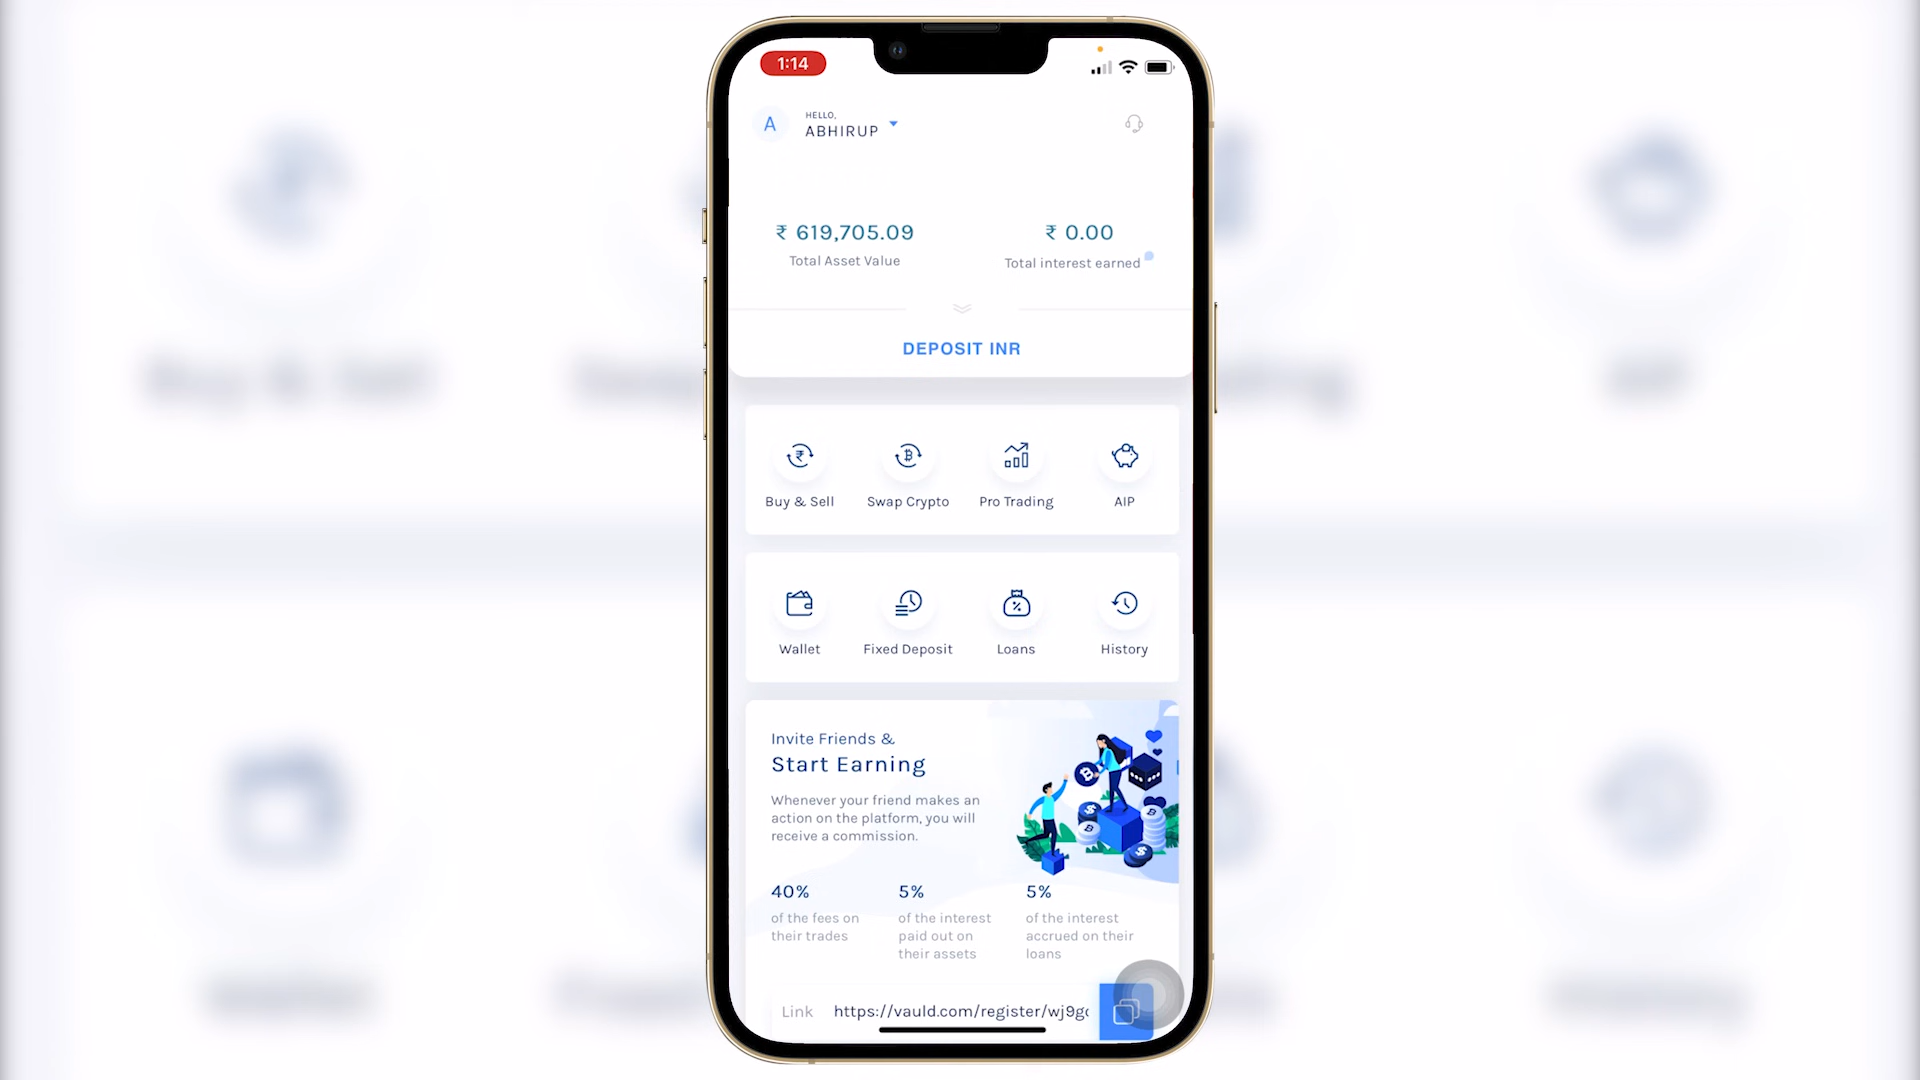 1:14
A
HELLO,
ABHIRUP
₹ 619,705.09
₹ 0.00
Total Asset Value
Total interest earned
DEPOSIT INR
Buy & Sell
Swap Crypto
Pro Trading
AIP
Wallet
Fixed Deposit
Loans
History
Invite Friends &
Start Earning
Whenever your friend makes an
action on the platform, you will
receive a commission.
40%
of the fees on
their trades
5%
of the interest
paid out on
their assets
5%
of the interest
accrued on their
loans
Link
https://vauld.com/register/wj9g